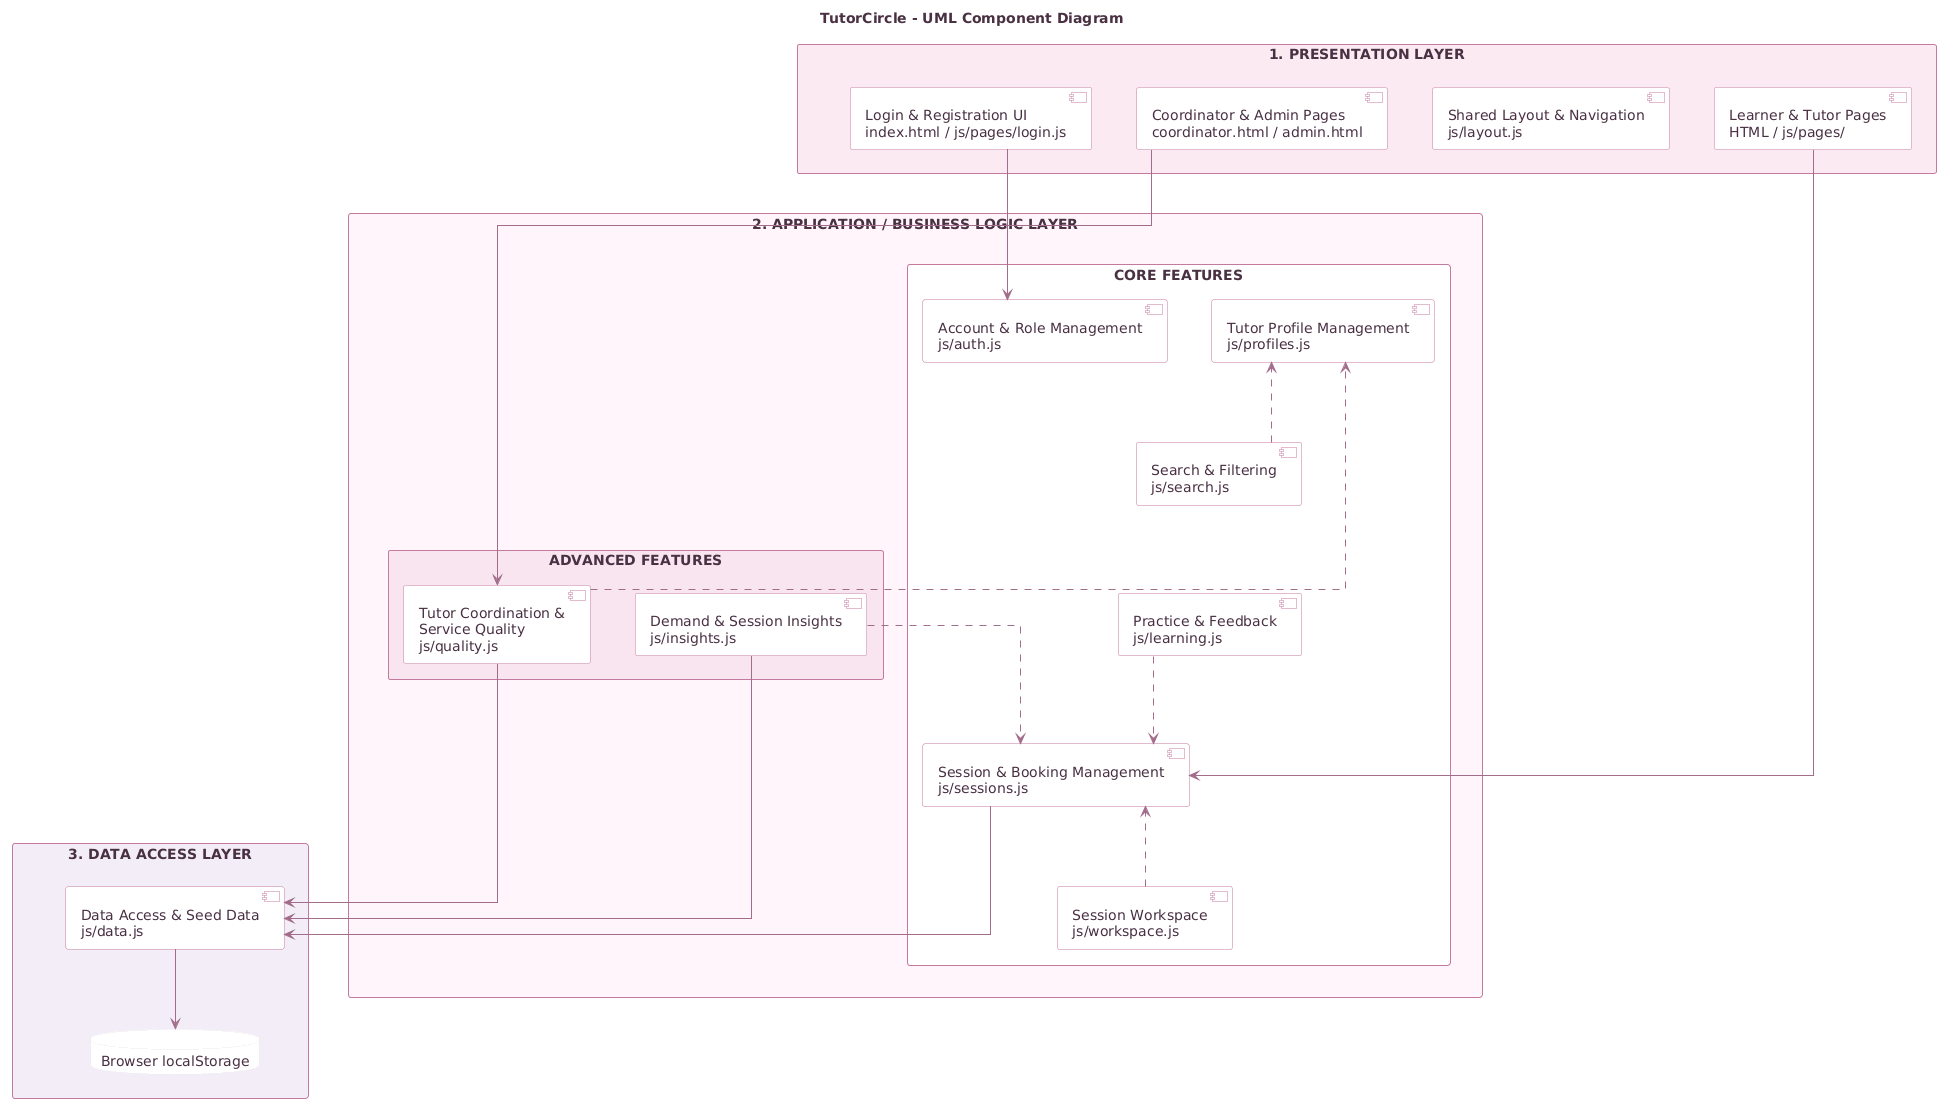 TutorCircle - UML Component Diagram
1. PRESENTATION LAYER
Login & Registration UI
index.html / js/pages/login.js
Coordinator & Admin Pages
coordinator.html / admin.html
Shared Layout & Navigation
js/layout.js
Learner & Tutor Pages
HTML / js/pages/
2. APPLICATION / BUSINESS LOGIC LAYER
CORE FEATURES
Account & Role Management
js/auth.js
Tutor Profile Management
js/profiles.js
Search & Filtering
js/search.js
ADVANCED FEATURES
Tutor Coordination &
Service Quality
js/quality.js
Demand & Session Insights
js/insights.js
Practice & Feedback
js/learning.js
Session & Booking Management
js/sessions.js
Session Workspace
js/workspace.js
3. DATA ACCESS LAYER
Data Access & Seed Data
js/data.js
Browser localStorage